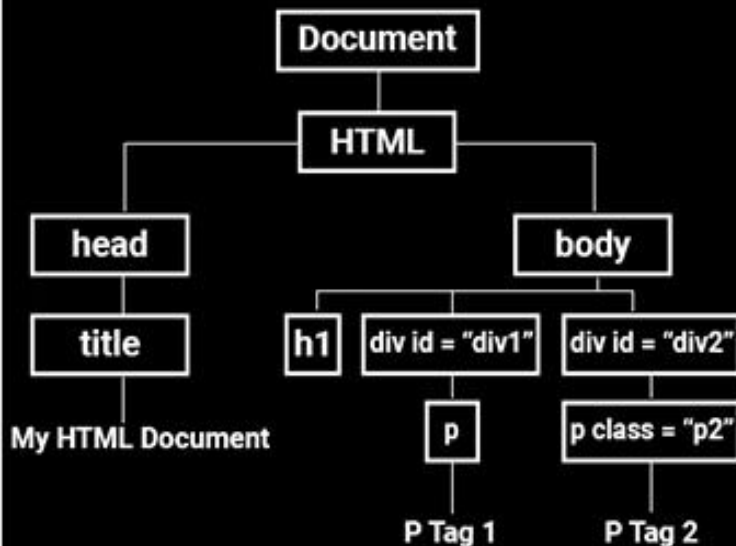 Document
HTML
head
body
title
h1
div id = “div1”
div id = “div2”
My HTML Document
p
p class = “p2”
P Tag 1
P Tag 2